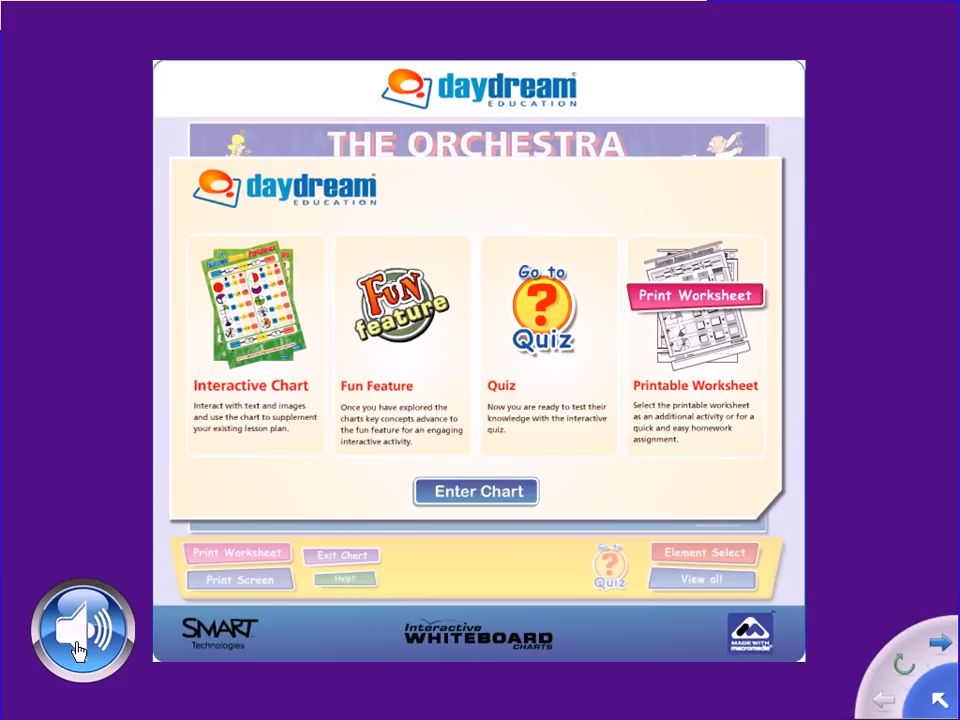 daydream
EDUCATION
THE ORCHESTRA
daydream
EDUCATION
Interactive Chart
Interact with text and images
and use the chart to supplement
your existing lesson plan.
Fun
feature
Fun Feature
Once you have explored the
charts key concepts advance to
the fun feature for an engaging
interactive activity.
Go to
?
Quiz
Quiz
Now you are ready to test their
knowledge with the interactive
quiz.
Print Worksheet
Printable Worksheet
Select the printable worksheet
as an additional activity or for a
quick and easy homework
assignment.
Enter Chart
Print Worksheet
Exit Chart
Print Screen
Help?
Go to
?
Quiz
Element Select
View all
SMART
Technologies
Interactive
WHITEBOARD
CHARTS
MADE WITH
macromedia